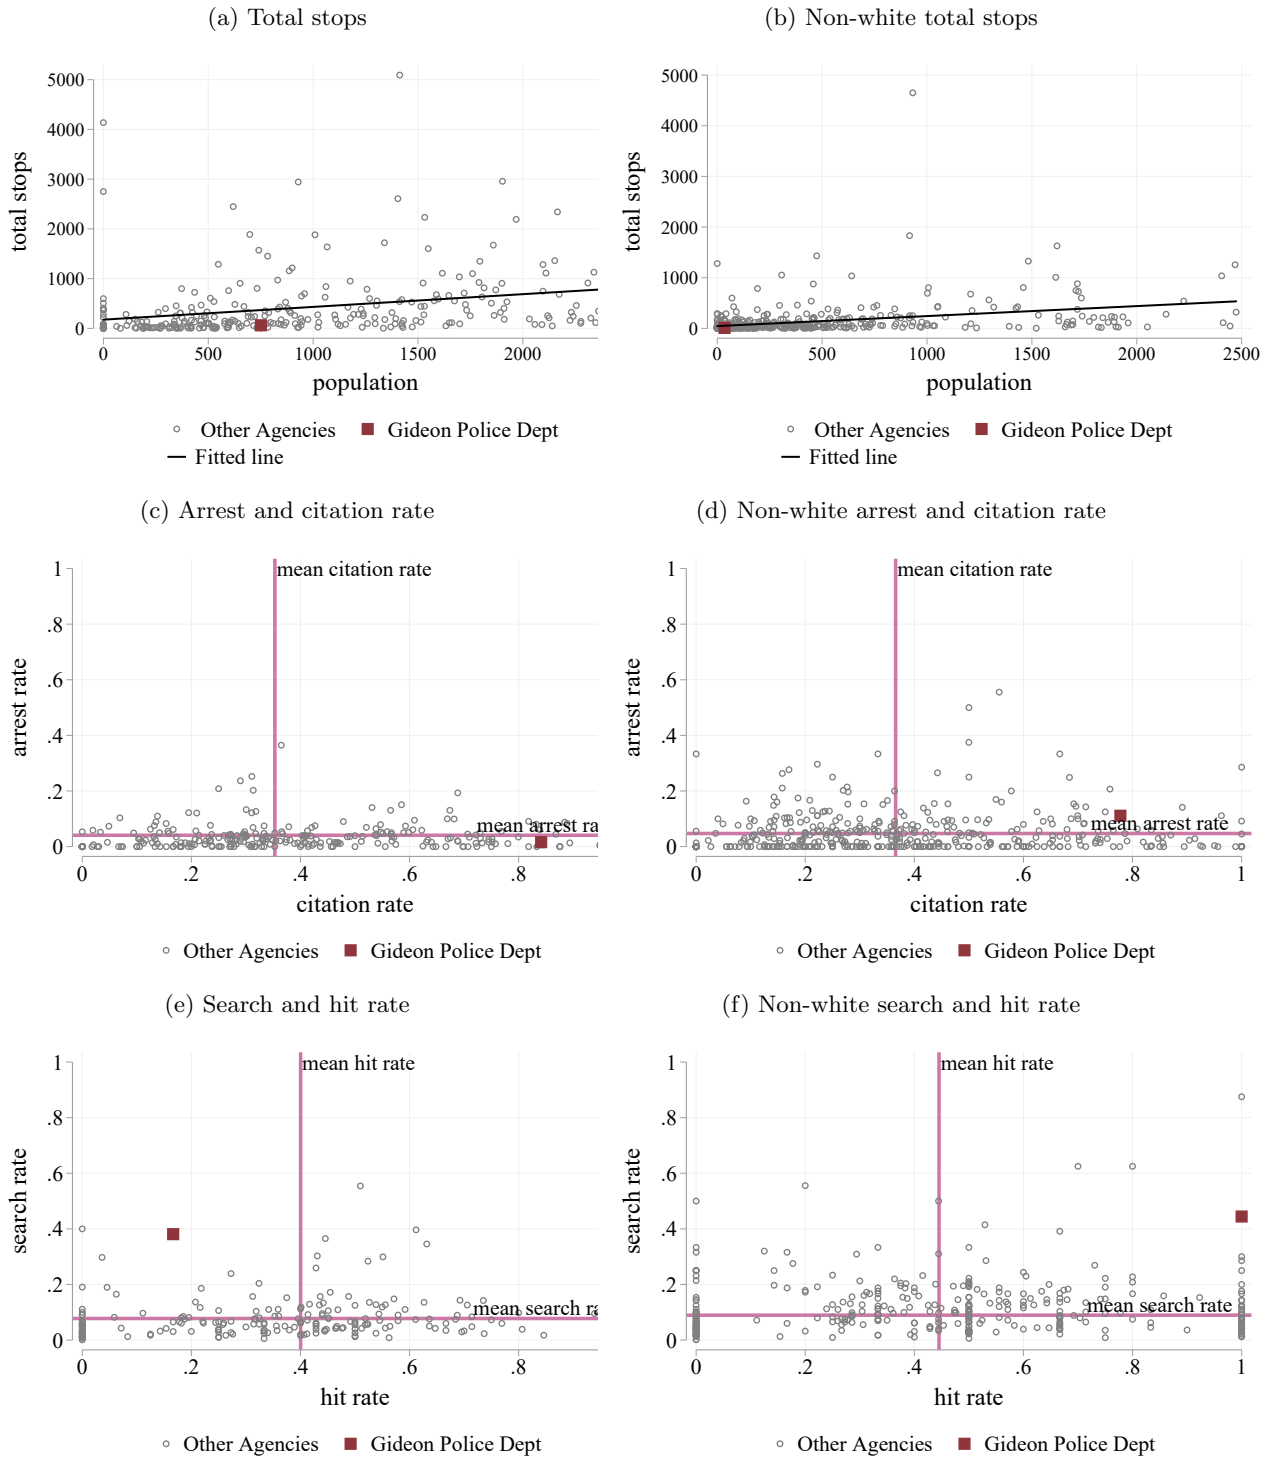 (a) Total stops
(b) Non-white total stops
5000
4000
3000
2000
1000
0
total stops
0 500 1000 1500 2000
population
Other Agencies Gideon Police Dept
Fitted line
5000
4000
3000
2000
1000
0
total stops
0 500 1000 1500 2000 2500
population
Other Agencies Gideon Police Dept
Fitted line
(c) Arrest and citation rate
(d) Non-white arrest and citation rate
mean citation rate
1
.8
.6
.4
.2
0
arrest rate
mean arrest ra
0 .2 .4 .6 .8
citation rate
Other Agencies Gideon Police Dept
mean citation rate
1
.8
.6
.4
.2
0
arrest rate
mean arrest rate
0 .2 .4 .6 .8 1
citation rate
Other Agencies Gideon Police Dept
(e) Search and hit rate
(f) Non-white search and hit rate
mean hit rate
1
.8
.6
.4
.2
0
search rate
mean search ra
0 .2 .4 .6 .8
hit rate
Other Agencies Gideon Police Dept
mean hit rate
1
.8
.6
.4
.2
0
search rate
mean search rate
0 .2 .4 .6 .8 1
hit rate
Other Agencies Gideon Police Dept